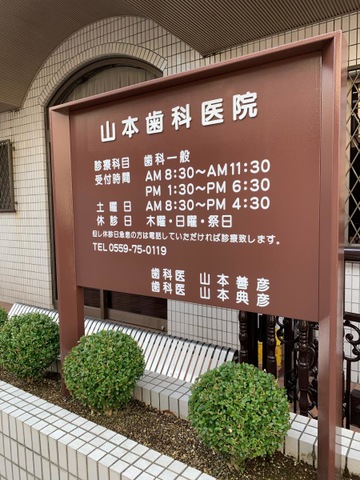 山本歯科医院
診療科目 歯科一般
受付時間 AM 8:30～AM 11:30
PM 1:30～PM 6:30
土曜日 AM 8:30～PM 4:30
休診日 木曜・日曜・祭日
但し休診日急患の方は電話していただければ診療致します。
TEL 0559-75-0119
歯科医 山本善彦
歯科医 山本典彦